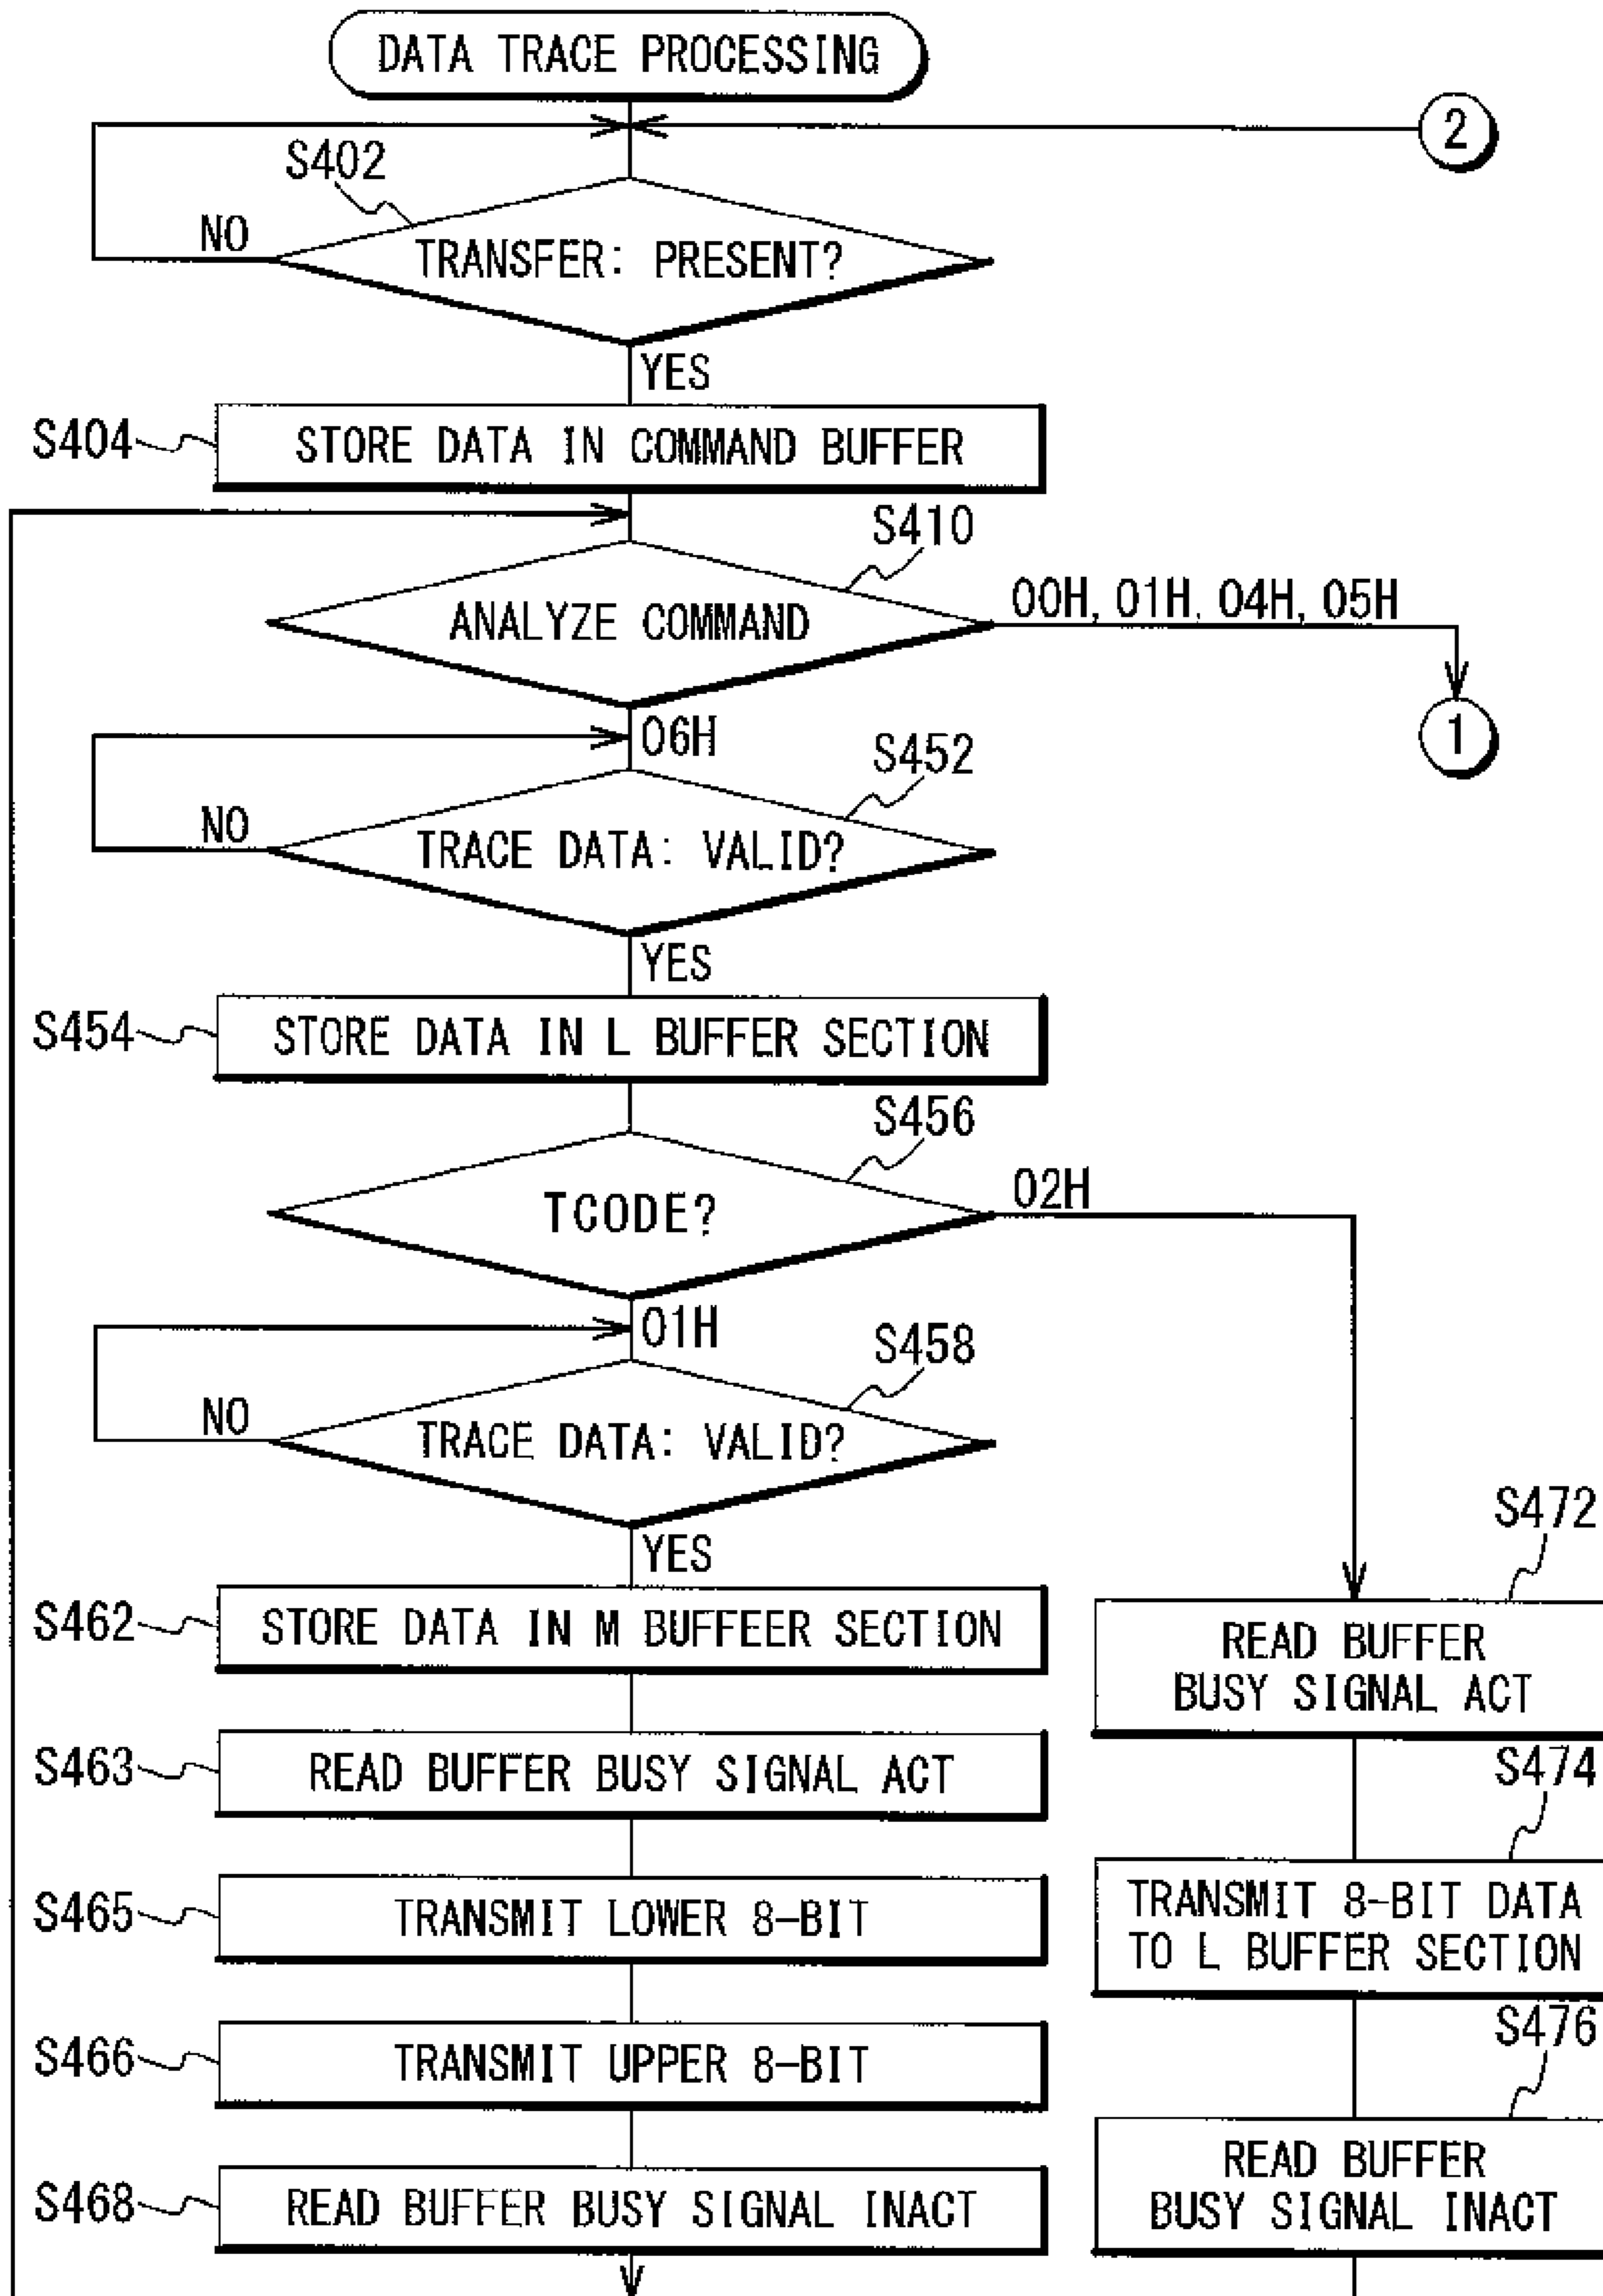 DATA TRACE PROCESSING
2
S402
NO
TRANSFER: PRESENT?
YES
S404
STORE DATA IN COMMAND BUFFER
S410
ANALYZE COMMAND
00H, 01H, 04H, 05H
1
06H
S452
NO
TRACE DATA: VALID?
YES
S454
STORE DATA IN L BUFFER SECTION
S456
TCODE?
02H
01H
S458
NO
TRACE DATA: VALID?
YES
S462
STORE DATA IN M BUFFEER SECTION
S472
READ BUFFER
BUSY SIGNAL ACT
S463
READ BUFFER BUSY SIGNAL ACT
S474
TRANSMIT 8-BIT DATA
TO L BUFFER SECTION
S465
TRANSMIT LOWER 8-BIT
S466
TRANSMIT UPPER 8-BIT
S476
READ BUFFER
BUSY SIGNAL INACT
S468
READ BUFFER BUSY SIGNAL INACT